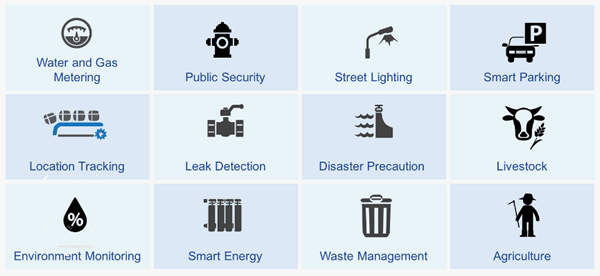 Water and Gas
Metering
Public Security
Street Lighting
P
Smart Parking
Location Tracking
Leak Detection
Disaster Precaution
Livestock
%
Environment Monitoring
Smart Energy
Waste Management
Agriculture